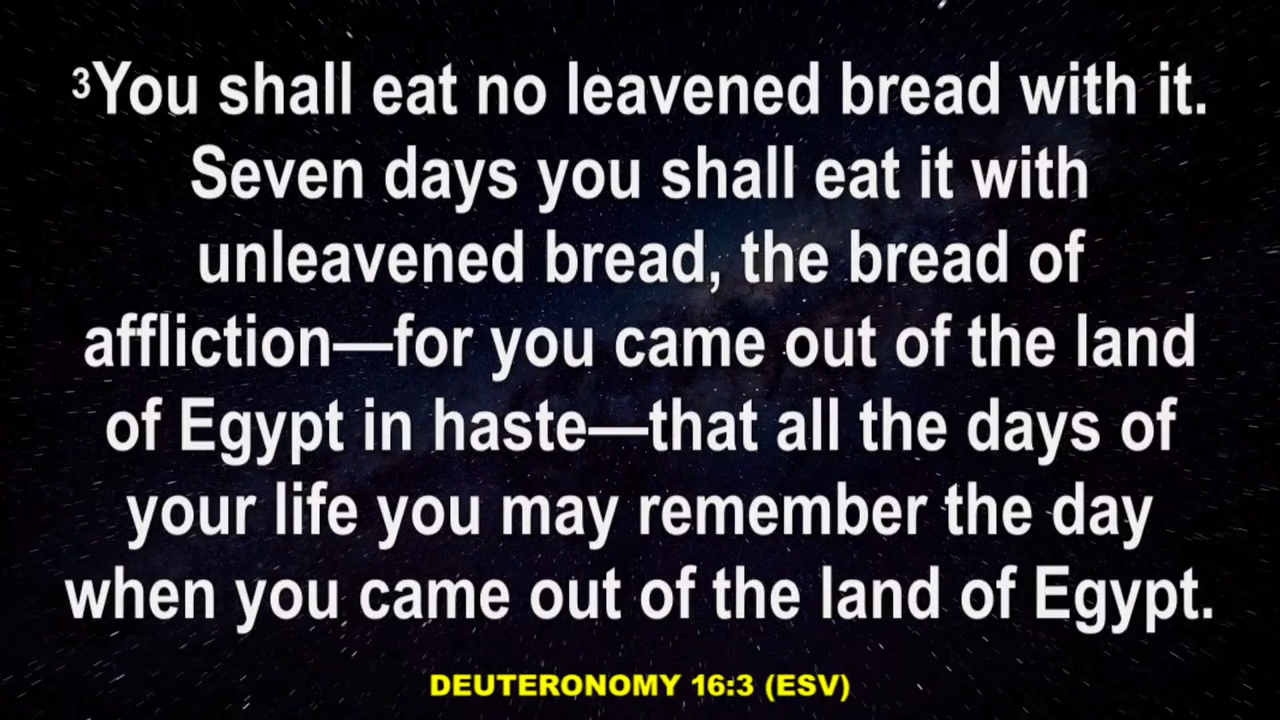 ³You shall eat no leavened bread with it.
Seven days you shall eat it with
unleavened bread, the bread of
affliction—for you came out of the land
of Egypt in haste—that all the days of
your life you may remember the day
when you came out of the land of Egypt.
DEUTERONOMY 16:3 (ESV)